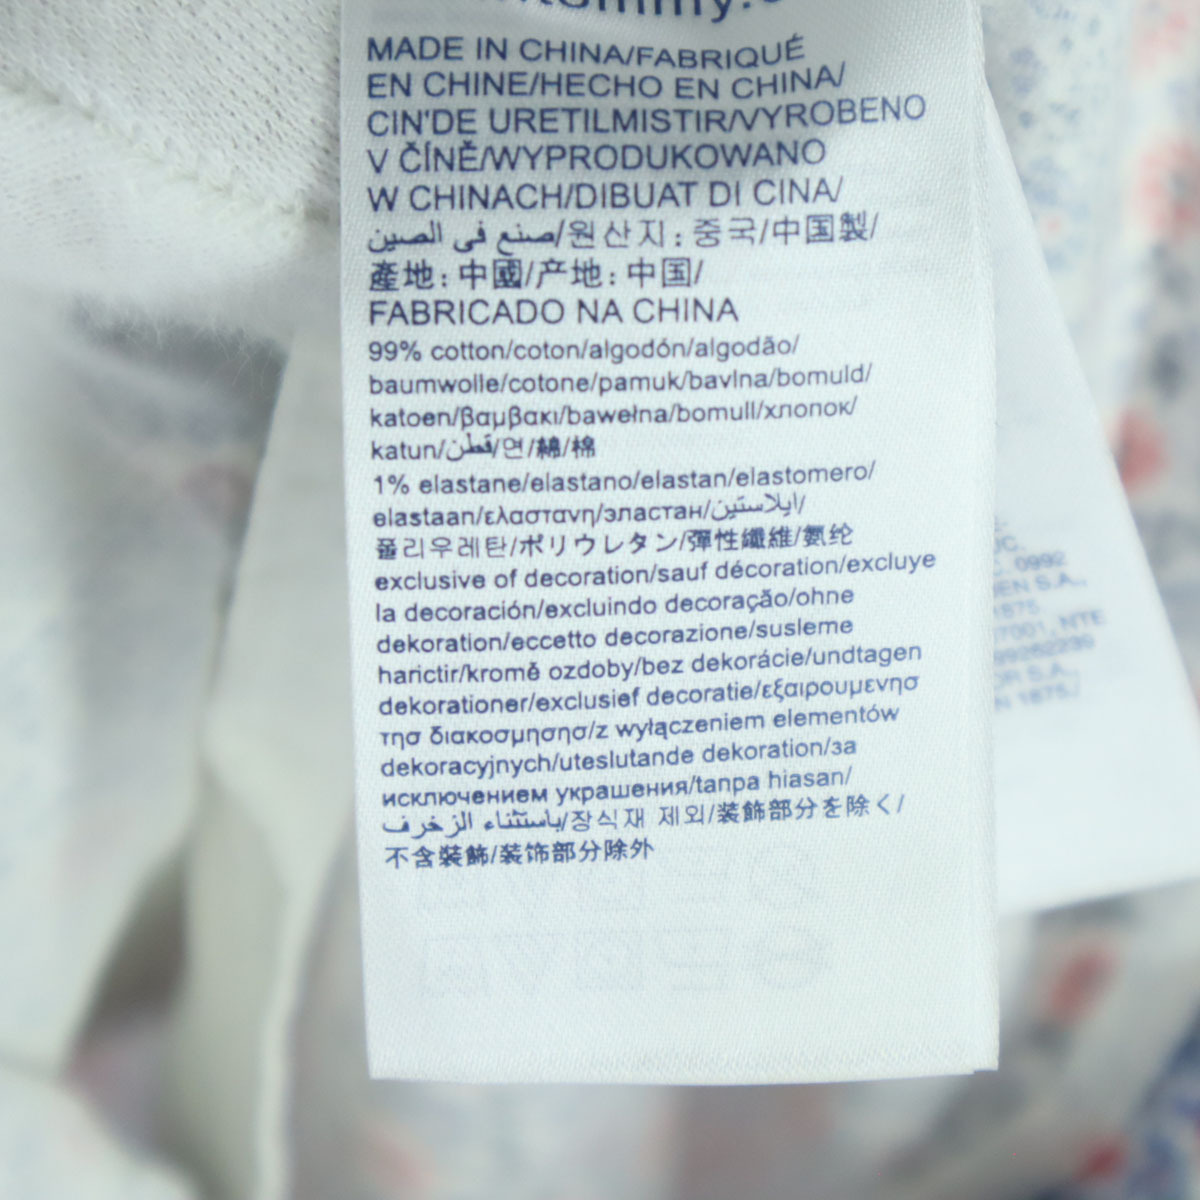 MADE IN CHINA/FABRIQUÉ
EN CHINE/HECHO EN CHINA/
CIN'DE URETILMISTIR/VYROBENO
V ČÍNĚ/WYPRODUKOWANO
W CHINACH/DIBUAT DI CINA/
صنع في الصين/원산지: 중국/中国製/
產地: 中國/产地: 中国/
FABRICADO NA CHINA
99% cotton/coton/algodón/algodão/
baumwolle/cotone/pamuk/bavlna/bomuld/
katoen/βαμβακι/bawełna/bomull/хлопок/
katun/قطن/면/綿/棉
1% elastane/elastano/elastan/elastomero/
elastaan/ελαστανη/эластан/ايلاستين/
폴리우레탄/ポリウレタン/彈性纖維/氨纶
exclusive of decoration/sauf décoration/excluye
la decoración/excluindo decoração/ohne
dekoration/eccetto decorazione/susleme
harictir/kromě ozdoby/bez dekorácie/undtagen
dekorationer/exclusief decoratie/εξαιρουμενησ
τησ διακοσμησησ/z wyłączeniem elementów
dekoracyjnych/uteslutande dekoration/за
исключением украшения/tanpa hiasan/
باستثناء الزخرف/장식재 제외/装飾部分を除く/
不含裝飾/装饰部分除外
0992
S.A.,
1875
7001, NTE
99252239
S.A.,
N 1875./